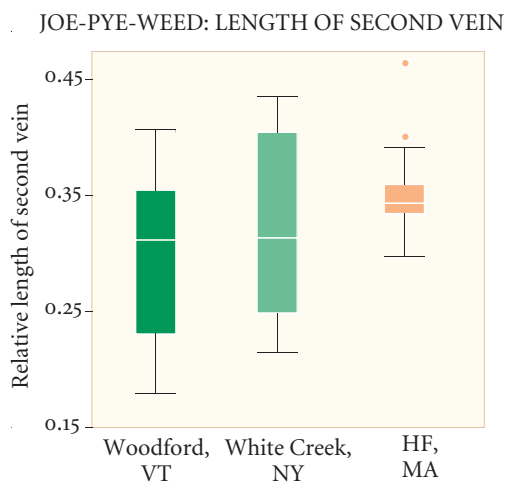 JOE-PYE-WEED: LENGTH OF SECOND VEIN
Relative length of second vein
0.45
0.35
0.25
0.15
Woodford,
VT
White Creek,
NY
HF,
MA